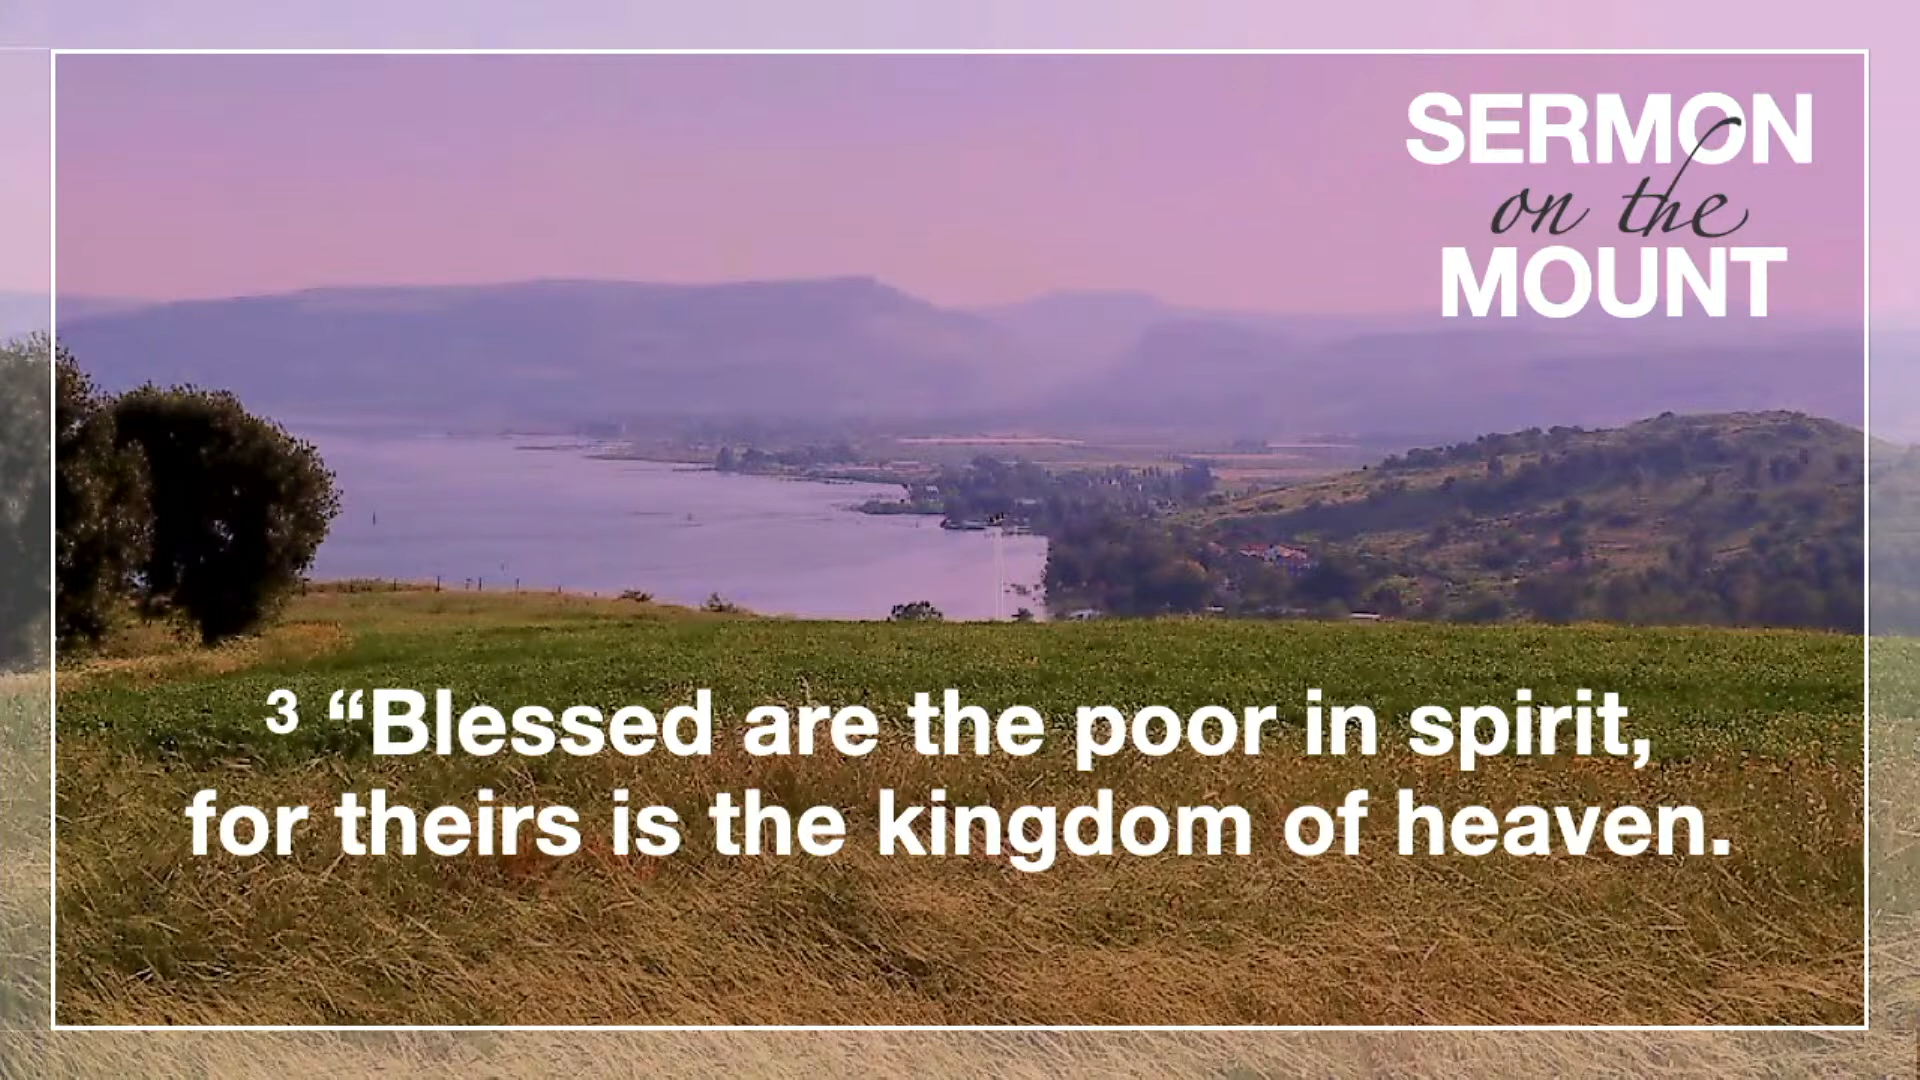 SERMON
on the
MOUNT
³ “Blessed are the poor in spirit,
for theirs is the kingdom of heaven.